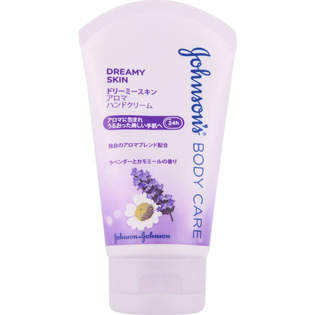 DREAMY
SKIN
ドリーミースキン
アロマ
ハンドクリーム
アロマに包まれ
うるおった美しい手肌へ
24h
独自のアロマブレンド配合
ラベンダーとカモミールの香り
Johnson's BODY CARE
Johnson & Johnson